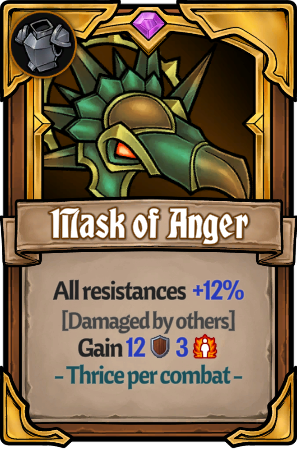 Mask of Anger
All resistances +12%
[Damaged by others]
Gain 12 3
- Thrice per combat -